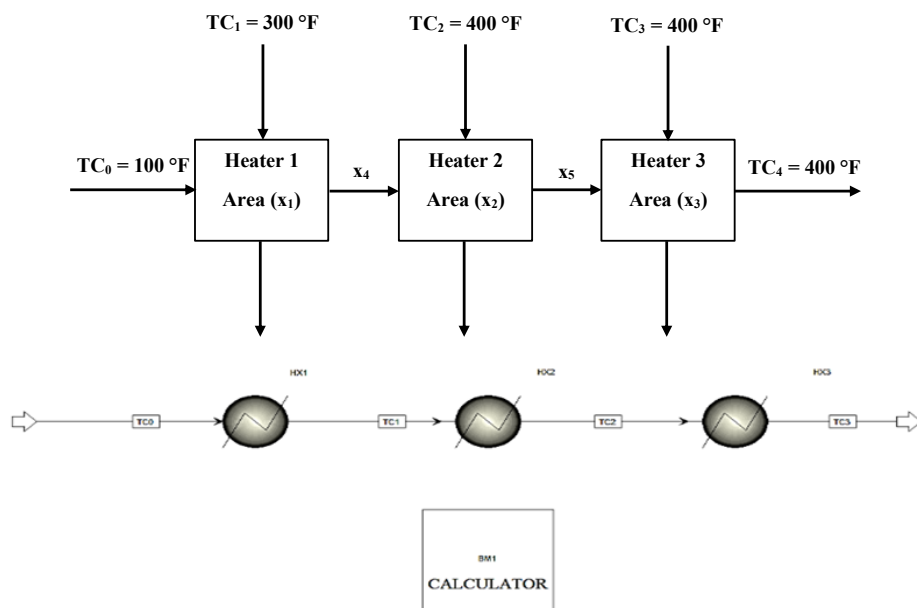 TC₁ = 300 °F
TC₂ = 400 °F
TC₃ = 400 °F
TC₀ = 100 °F
Heater 1
Area (x₁)
x₄
Heater 2
Area (x₂)
x₅
Heater 3
Area (x₃)
TC₄ = 400 °F
HX1
HX2
HX3
TC0
TC1
TC2
TC3
BM1
CALCULATOR